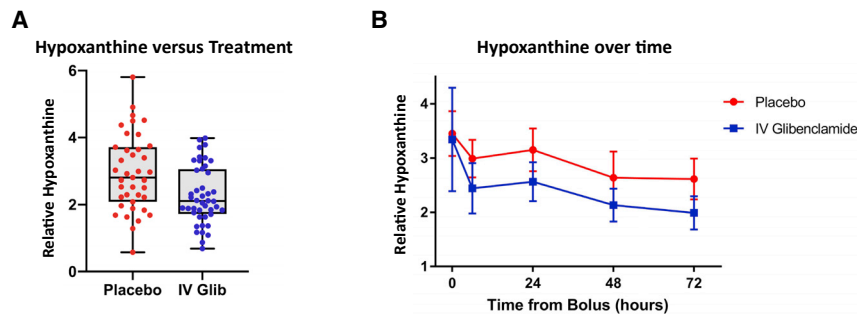 A
Hypoxanthine versus Treatment
Relative Hypoxanthine
6
4
2
0
Placebo
IV Glib
B
Hypoxanthine over time
Relative Hypoxanthine
4
3
2
1
0
24
48
72
Time from Bolus (hours)
Placebo
IV Glibenclamide